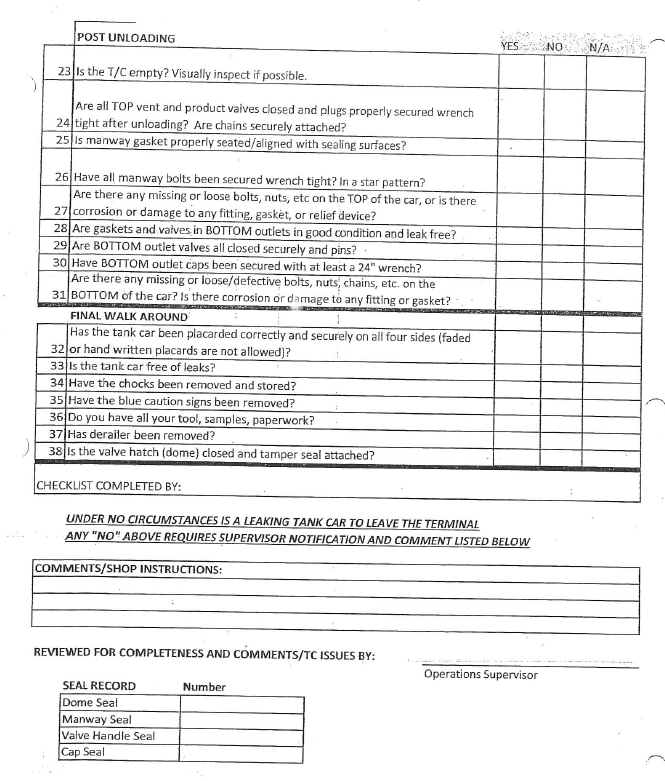 POST UNLOADING YES NO N/A
23 Is the T/C empty? Visually inspect if possible.
Are all TOP vent and product valves closed and plugs properly secured wrench
24 tight after unloading? Are chains securely attached?
25 Is manway gasket properly seated/aligned with sealing surfaces?
26 Have all manway bolts been secured wrench tight? In a star pattern?
Are there any missing or loose bolts, nuts, etc on the TOP of the car, or is there
27 corrosion or damage to any fitting, gasket, or relief device?
28 Are gaskets and valves in BOTTOM outlets in good condition and leak free?
29 Are BOTTOM outlet valves all closed securely and pins?
30 Have BOTTOM outlet caps been secured with at least a 24" wrench?
Are there any missing or loose/defective bolts, nuts, chains, etc. on the
31 BOTTOM of the car? Is there corrosion or damage to any fitting or gasket?
FINAL WALK AROUND
Has the tank car been placarded correctly and securely on all four sides (faded
32 or hand written placards are not allowed)?
33 Is the tank car free of leaks?
34 Have the chocks been removed and stored?
35 Have the blue caution signs been removed?
36 Do you have all your tool, samples, paperwork?
37 Has derailer been removed?
38 Is the valve hatch (dome) closed and tamper seal attached?
CHECKLIST COMPLETED BY:
UNDER NO CIRCUMSTANCES IS A LEAKING TANK CAR TO LEAVE THE TERMINAL
ANY "NO" ABOVE REQUIRES SUPERVISOR NOTIFICATION AND COMMENT LISTED BELOW
COMMENTS/SHOP INSTRUCTIONS:
REVIEWED FOR COMPLETENESS AND COMMENTS/TC ISSUES BY:
Operations Supervisor
SEAL RECORD Number
Dome Seal
Manway Seal
Valve Handle Seal
Cap Seal